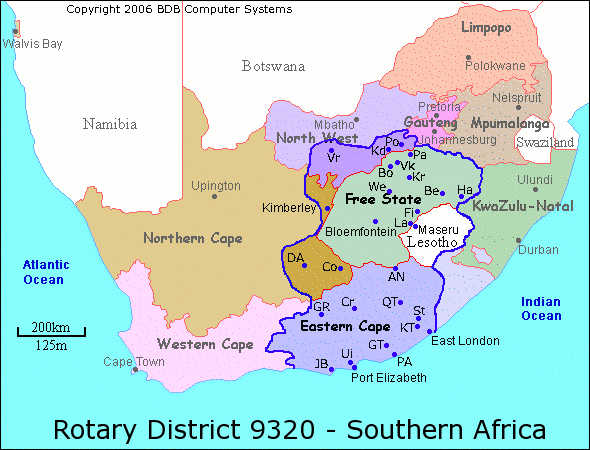 Copyright 2006 BDB Computer Systems
Walvis Bay
Limpopo
Polokwane
Botswana
Namibia
Nelspruit
Pretoria
Mbatho
Gauteng
Mpumalanga
North West
Johannesburg
Swaziland
Po
Kd
Pa
Vr
Vk
Bo
Kr
Upington
We
Be
Ha
Ulundi
Free State
Kimberley
KwaZulu-Natal
Fi
La
Maseru
Bloemfontein
Lesotho
Northern Cape
Durban
DA
Co
AN
Atlantic
Ocean
Indian
Ocean
GR
Cr
QT
St
200km
125m
Eastern Cape
KT
East London
Western Cape
GT
Cape Town
Ui
PA
JB
Port Elizabeth
Rotary District 9320 - Southern Africa